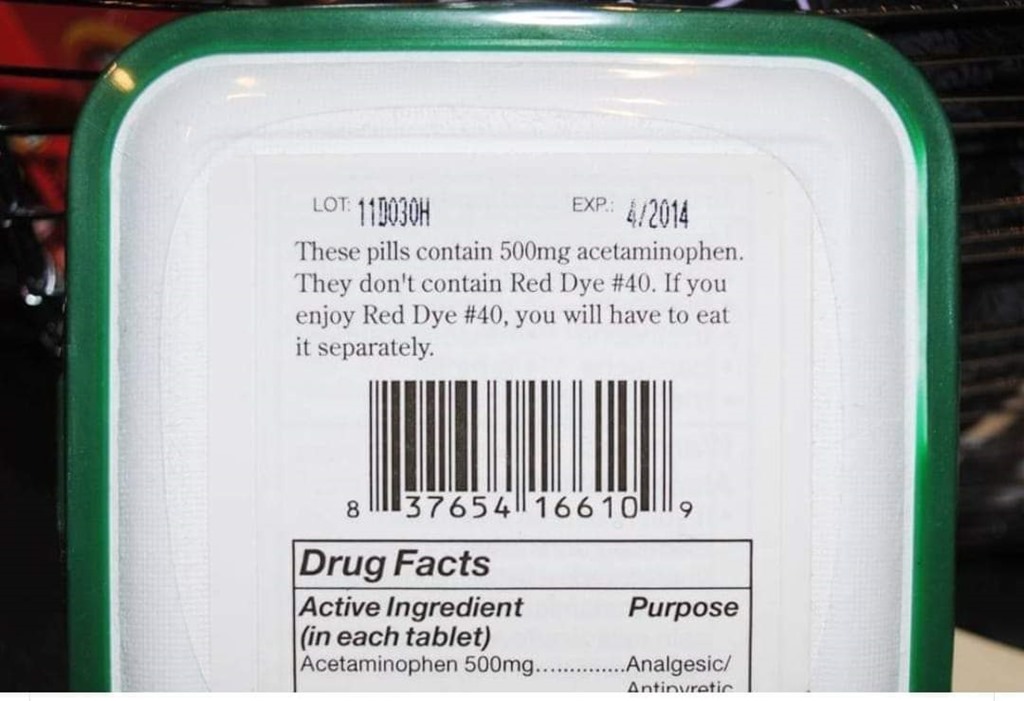 LOT: 11D030H EXP.: 4/2014
These pills contain 500mg acetaminophen.
They don't contain Red Dye #40. If you
enjoy Red Dye #40, you will have to eat
it separately.
8 37654 16610 9
Drug Facts
Active Ingredient Purpose
(in each tablet)
Acetaminophen 500mg..............Analgesic/
Antipyretic